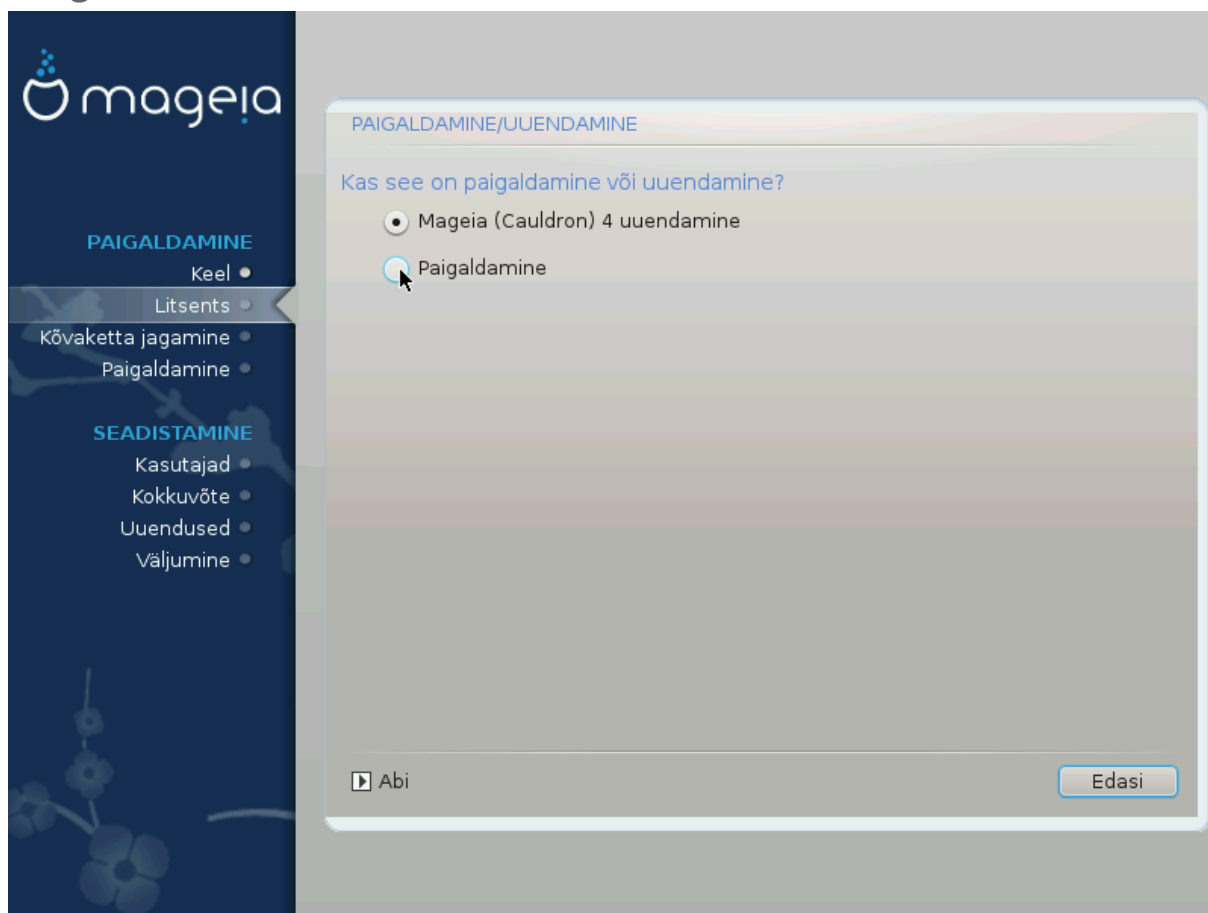 mageia
PAIGALDAMINE
Keel
Litsents
Kõvaketta jagamine
Paigaldamine
SEADISTAMINE
Kasutajad
Kokkuvõte
Uuendused
Väljumine
PAIGALDAMINE/UUENDAMINE
Kas see on paigaldamine või uuendamine?
Mageia (Cauldron) 4 uuendamine
Paigaldamine
Abi
Edasi